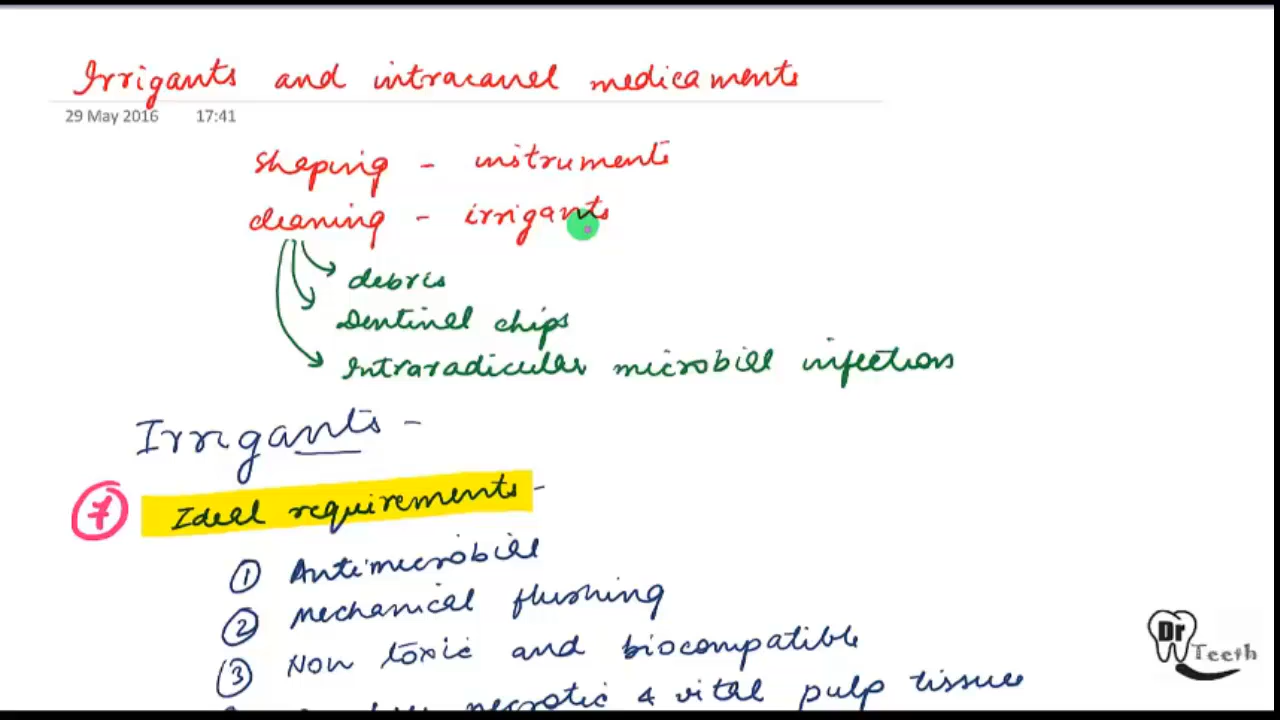 Irrigants and intracanal medicaments
29 May 2016 17:41
Shaping - instruments
cleaning - irrigants
debris
Dentinal chips
Intraradicular microbial infections
Irrigants -
7 Ideal requirements -
1 Antimicrobial
2 Mechanical flushing
3 Non toxic and biocompatible
necrotic & vital pulp tissues
Dr
Teeth